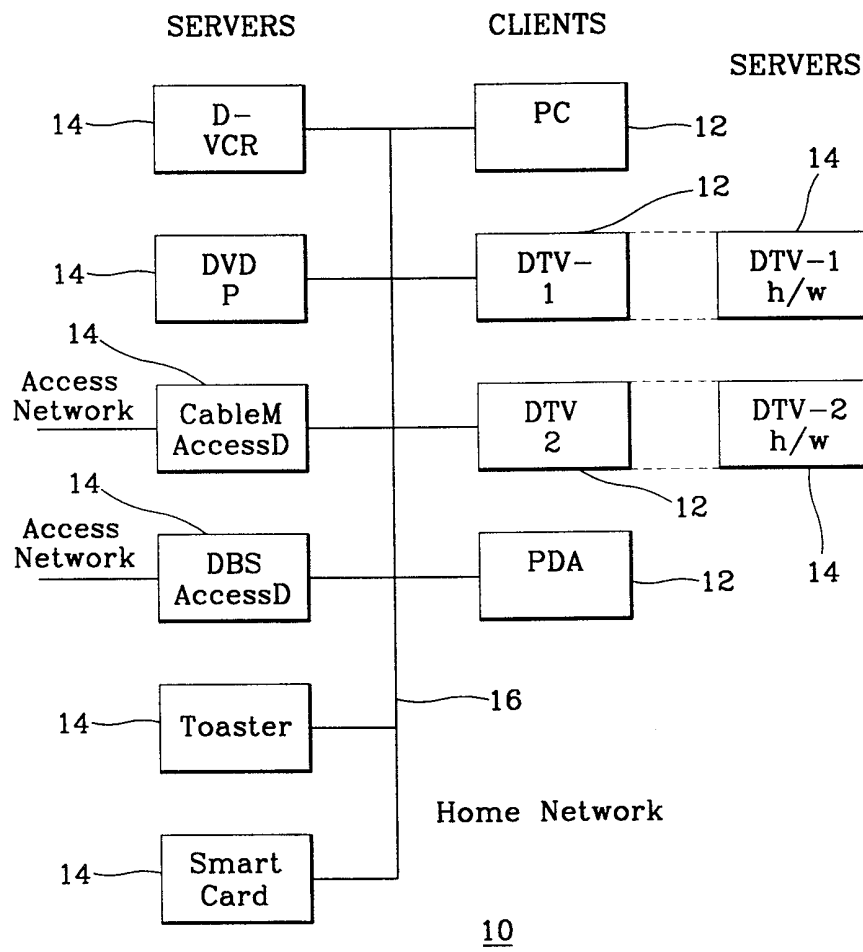 SERVERS
CLIENTS
SERVERS
14
D-
VCR
PC
12
12
14
14
DVD
P
DTV-
1
DTV-1
h/w
14
Access
Network
CableM
AccessD
DTV
2
DTV-2
h/w
14
12
Access
Network
DBS
AccessD
PDA
12
14
14
Toaster
16
Home Network
14
Smart
Card
10